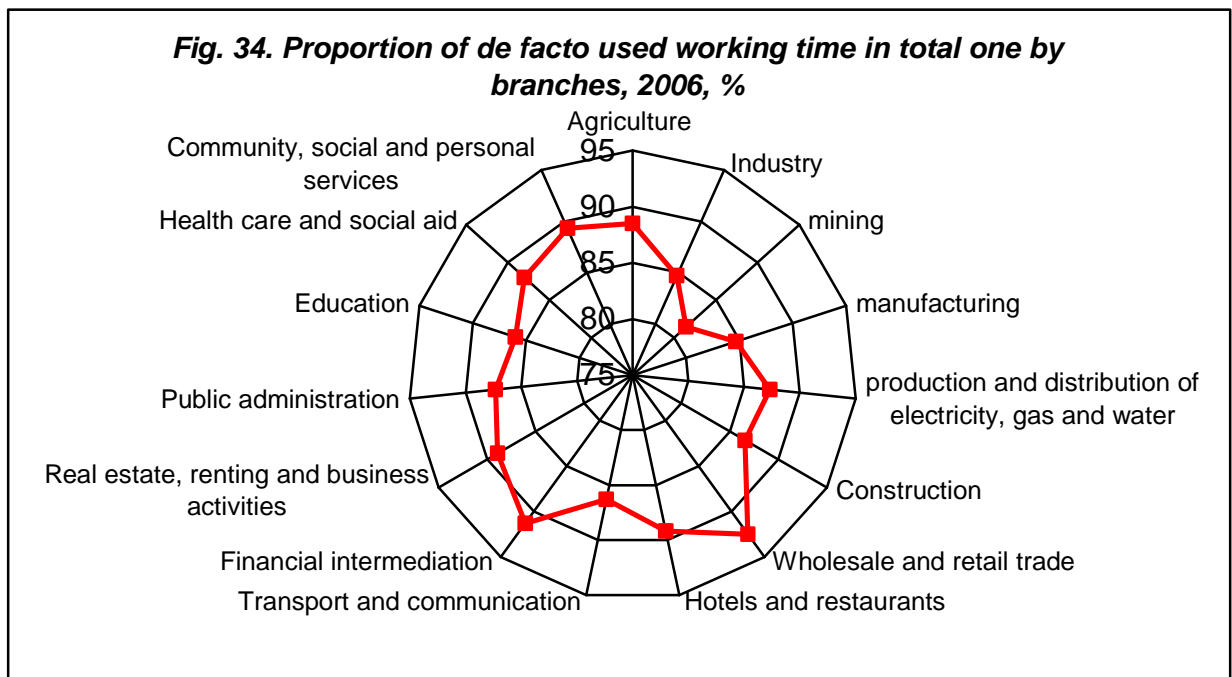 Fig. 34. Proportion of de facto used working time in total one by
branches, 2006, %
Agriculture
Industry
mining
manufacturing
production and distribution of
electricity, gas and water
Construction
Wholesale and retail trade
Hotels and restaurants
Transport and communication
Financial intermediation
Real estate, renting and business
activities
Public administration
Education
Health care and social aid
Community, social and personal
services
95
90
85
80
75